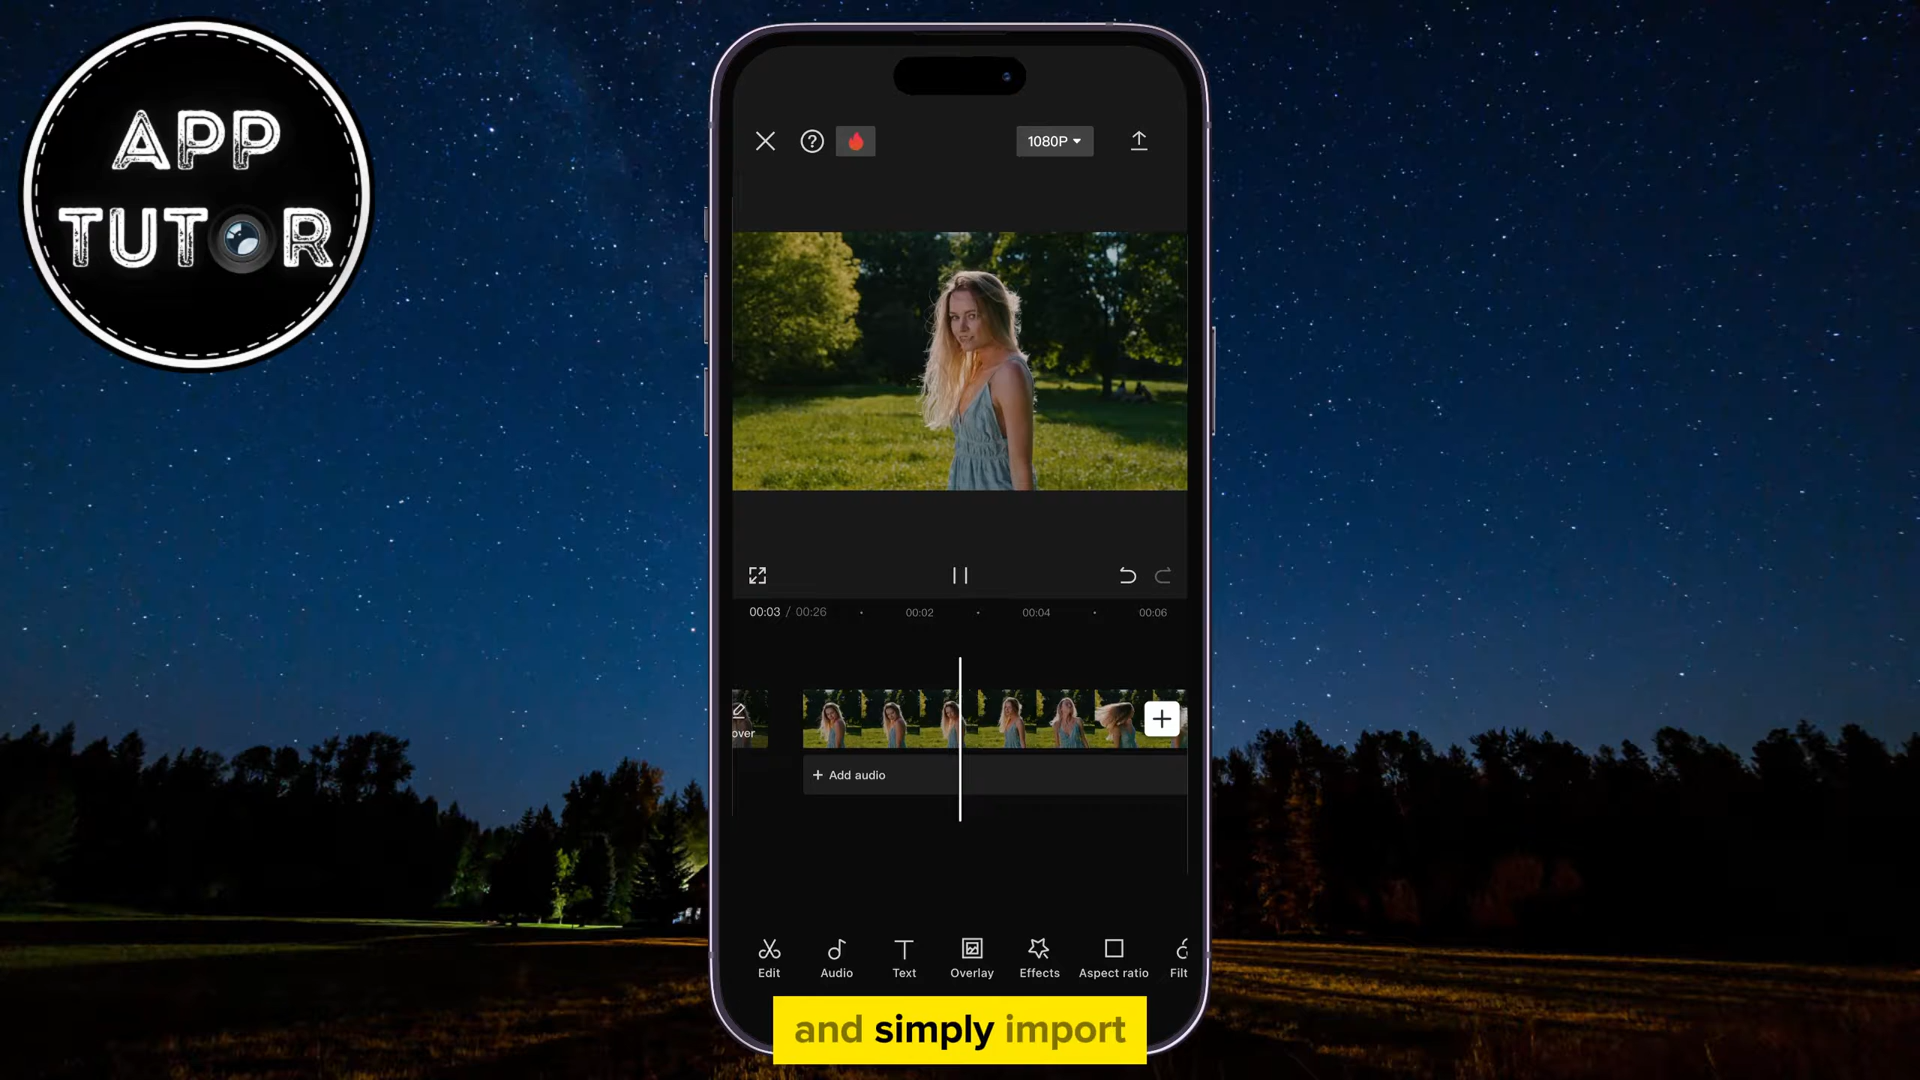 APP
TUTOR
1080P
00:03 / 00:26
00:02
00:04
00:06
over
+ Add audio
Edit
Audio
Text
Overlay
Effects
Aspect ratio
Filt
and simply import